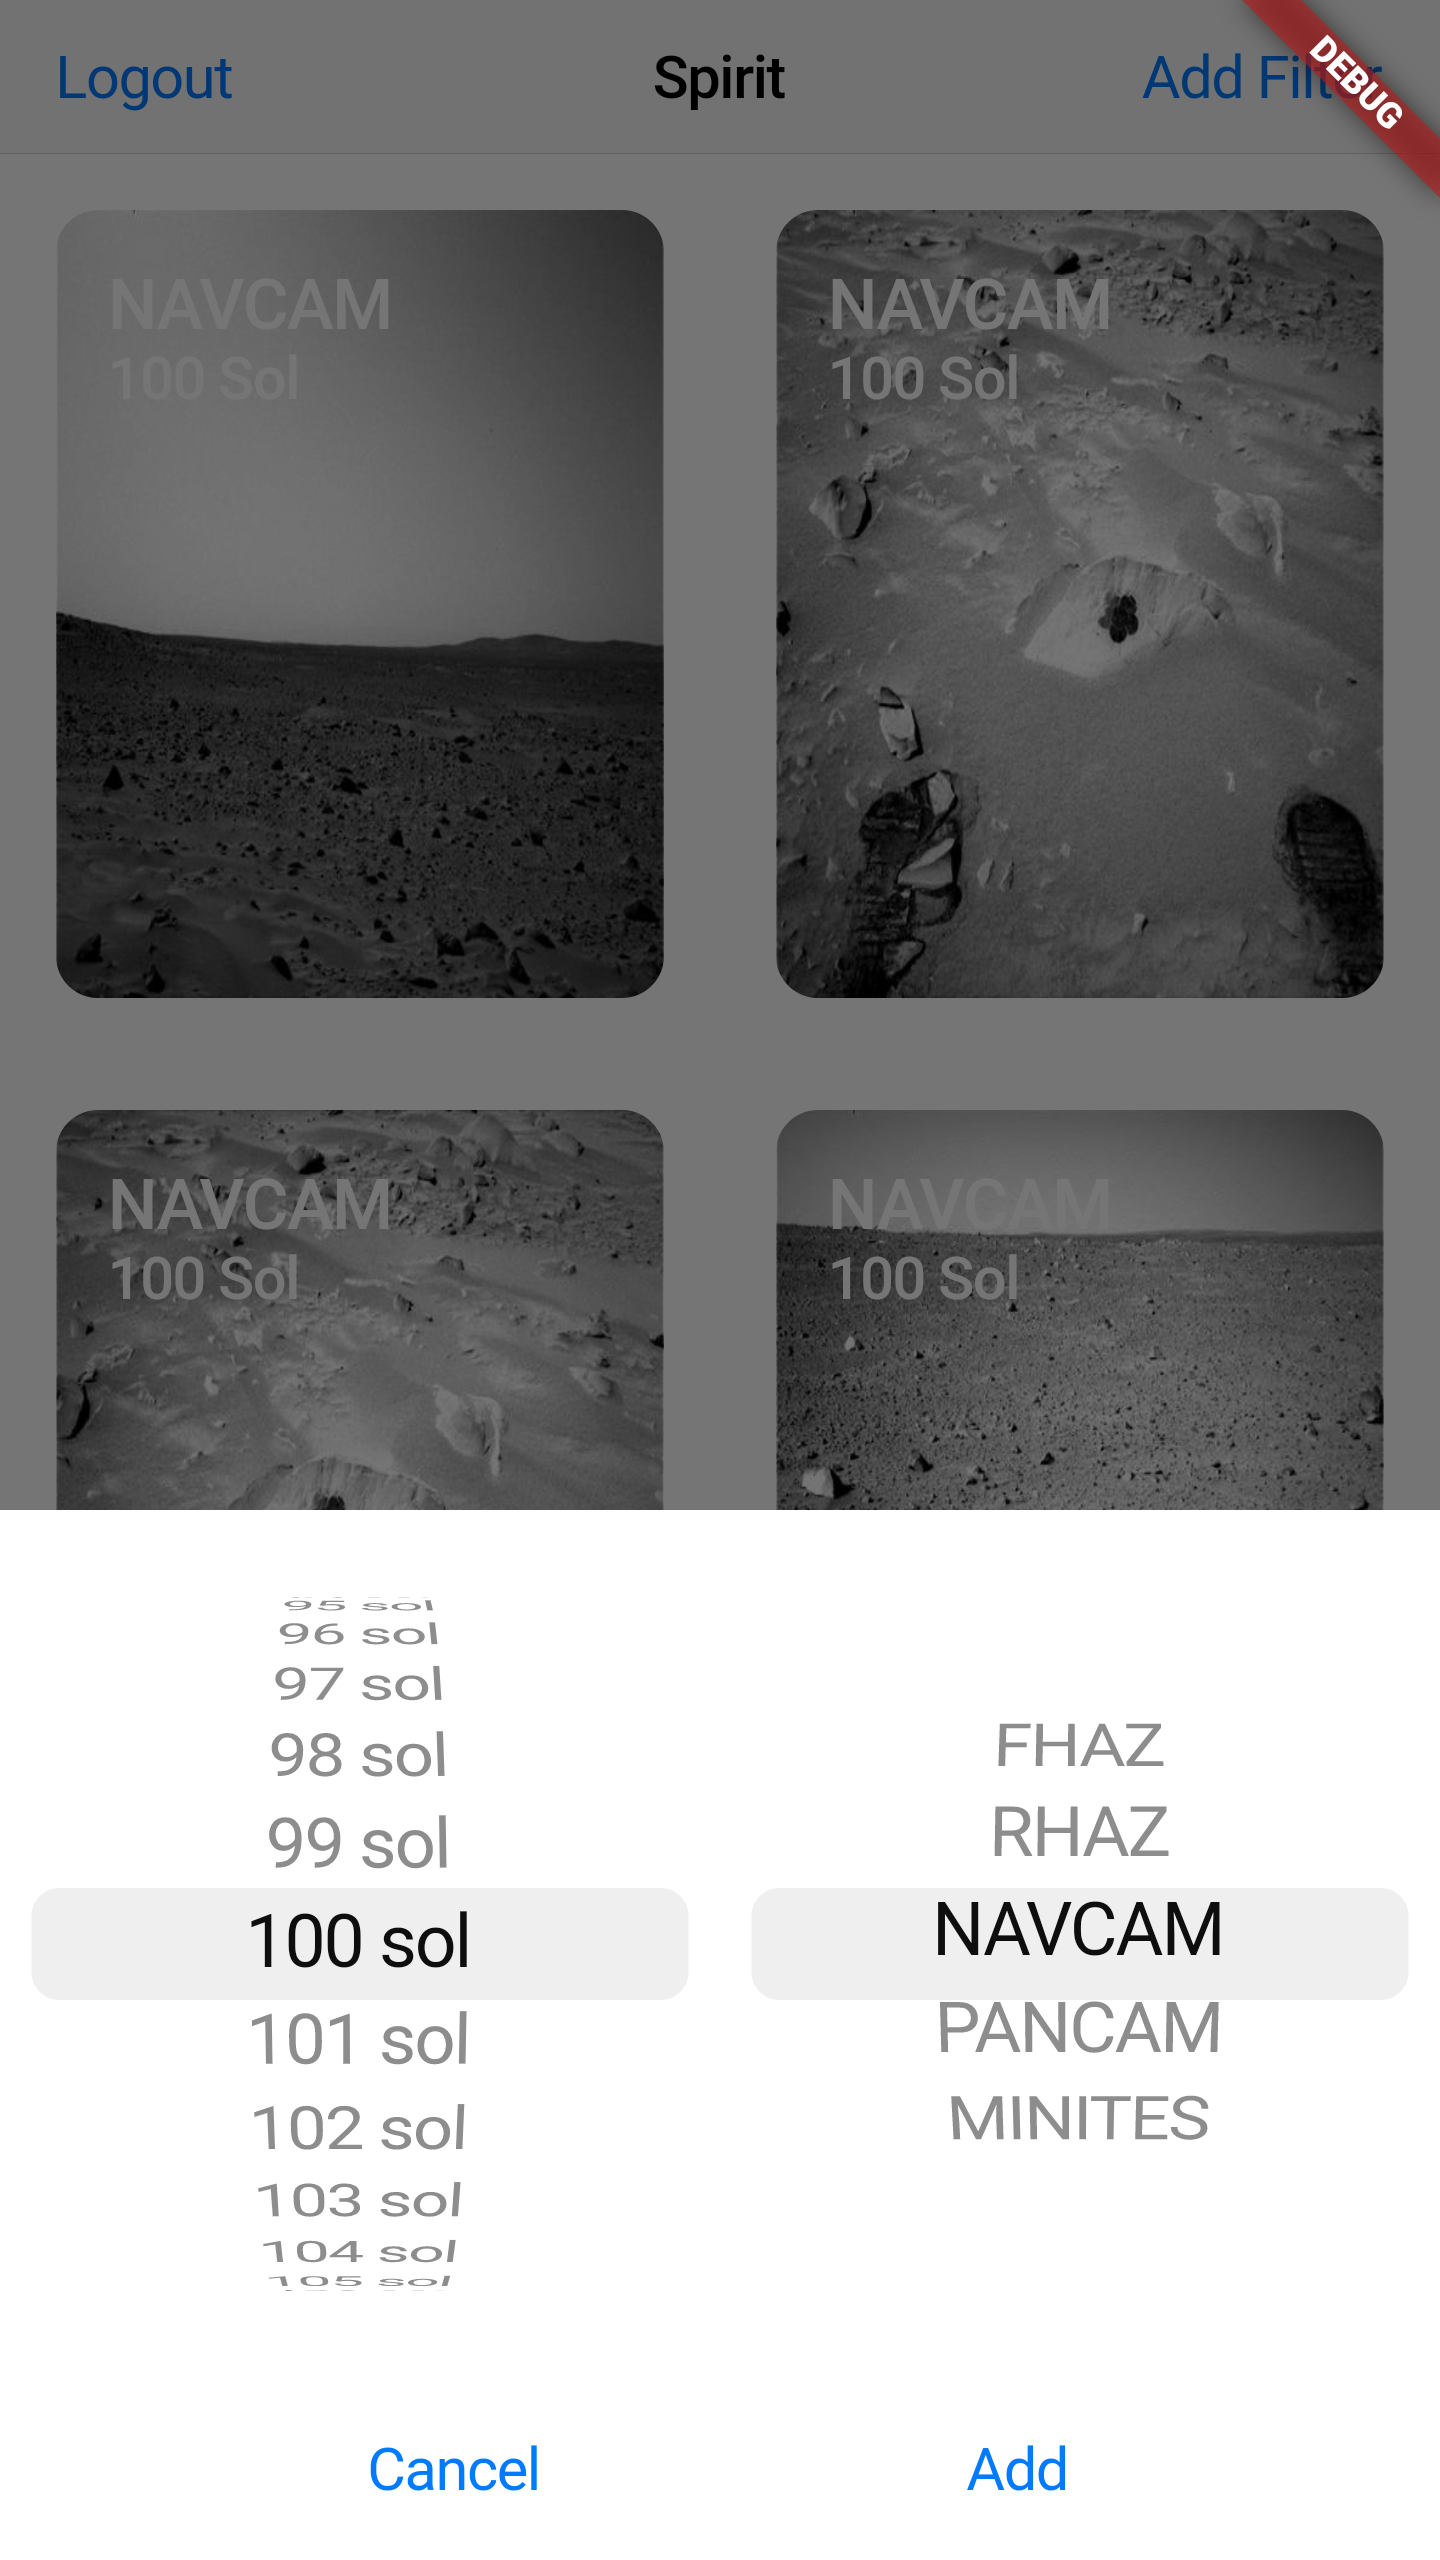 Logout
Spirit
Add Filter
DEBUG
NAVCAM
100 Sol
NAVCAM
100 Sol
NAVCAM
100 Sol
NAVCAM
100 Sol
95 sol
96 sol
97 sol
98 sol
99 sol
100 sol
101 sol
102 sol
103 sol
104 sol
105 sol
FHAZ
RHAZ
NAVCAM
PANCAM
MINITES
Cancel
Add